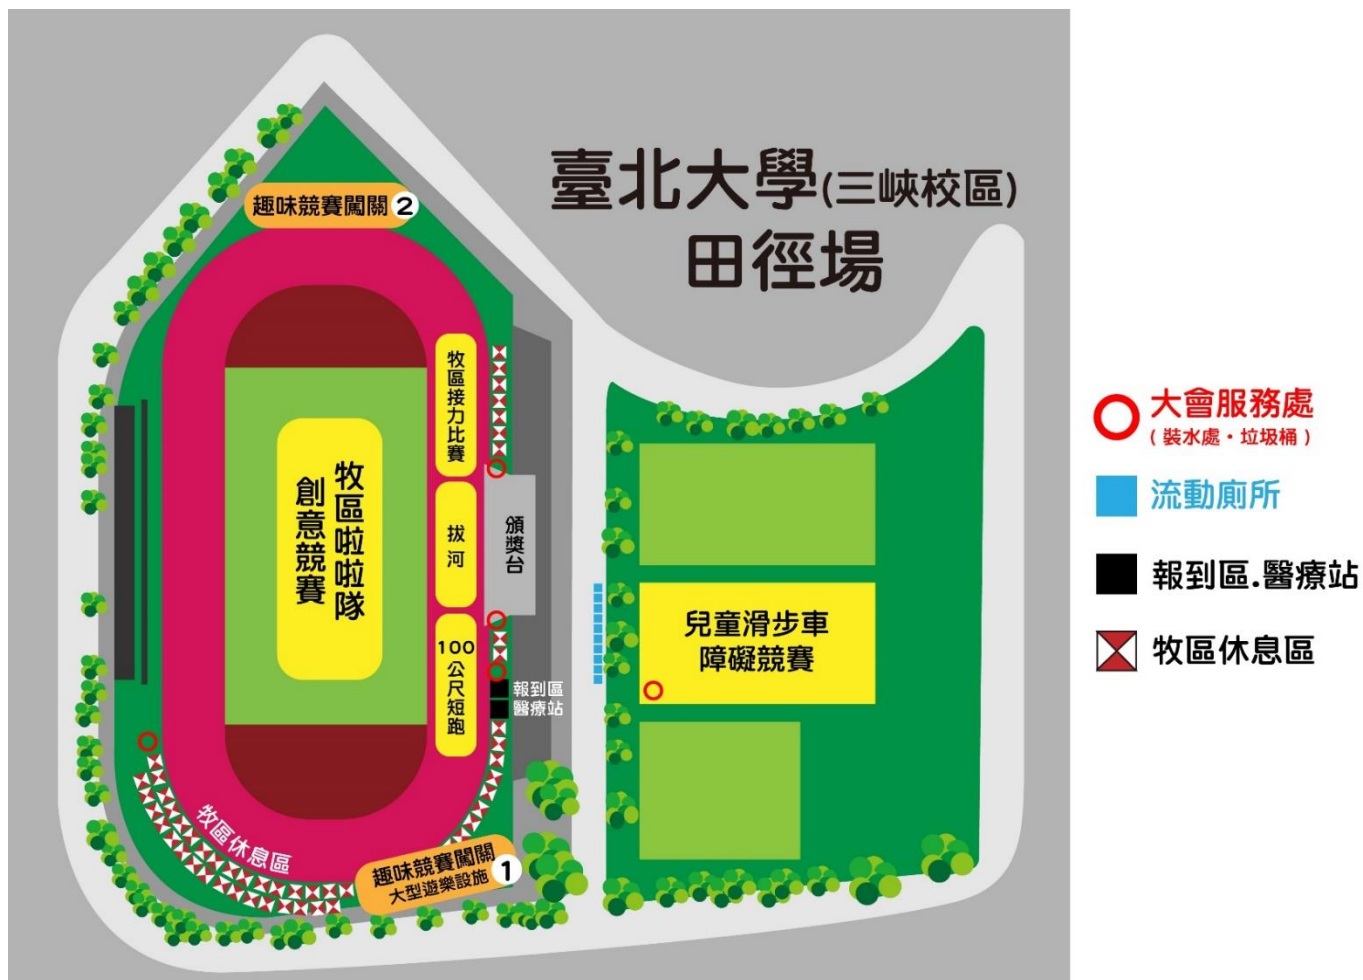 臺北大學(三峽校區)
田徑場
趣味競賽闖關 2
牧區接力比賽
拔河
100公尺短跑
牧區啦啦隊
創意競賽
頒獎台
報到區
醫療站
牧區休息區
趣味競賽闖關
大型遊樂設施 1
兒童滑步車
障礙競賽
大會服務處
( 裝水處・垃圾桶 )
流動廁所
報到區.醫療站
牧區休息區